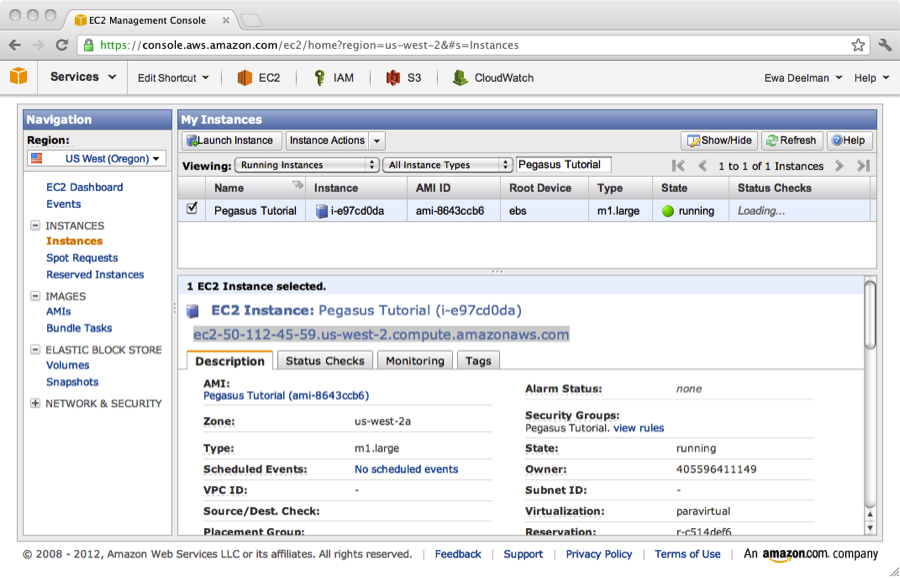 EC2 Management Console
https://console.aws.amazon.com/ec2/home?region=us-west-2&#s=Instances
Services Edit Shortcut EC2 IAM S3 CloudWatch Ewa Deelman Help
Navigation
Region:
US West (Oregon)
EC2 Dashboard
Events
INSTANCES
Instances
Spot Requests
Reserved Instances
IMAGES
AMIs
Bundle Tasks
ELASTIC BLOCK STORE
Volumes
Snapshots
NETWORK & SECURITY
My Instances
Launch Instance Instance Actions Show/Hide Refresh Help
Viewing: Running Instances All Instance Types Pegasus Tutorial 1 to 1 of 1 Instances
Name Instance AMI ID Root Device Type State Status Checks
Pegasus Tutorial i-e97cd0da ami-8643ccb6 ebs m1.large running Loading...
1 EC2 Instance selected.
EC2 Instance: Pegasus Tutorial (i-e97cd0da)
ec2-50-112-45-59.us-west-2.compute.amazonaws.com
Description Status Checks Monitoring Tags
AMI:
Pegasus Tutorial (ami-8643ccb6)
Alarm Status: none
Zone: us-west-2a
Security Groups:
Pegasus Tutorial. view rules
Type: m1.large
State: running
Scheduled Events: No scheduled events
Owner: 405596411149
VPC ID: -
Subnet ID: -
Source/Dest. Check:
Virtualization: paravirtual
Placement Group:
Reservation: r-c514def6
© 2008 - 2012, Amazon Web Services LLC or its affiliates. All rights reserved. | Feedback | Support | Privacy Policy | Terms of Use | An amazon.com company